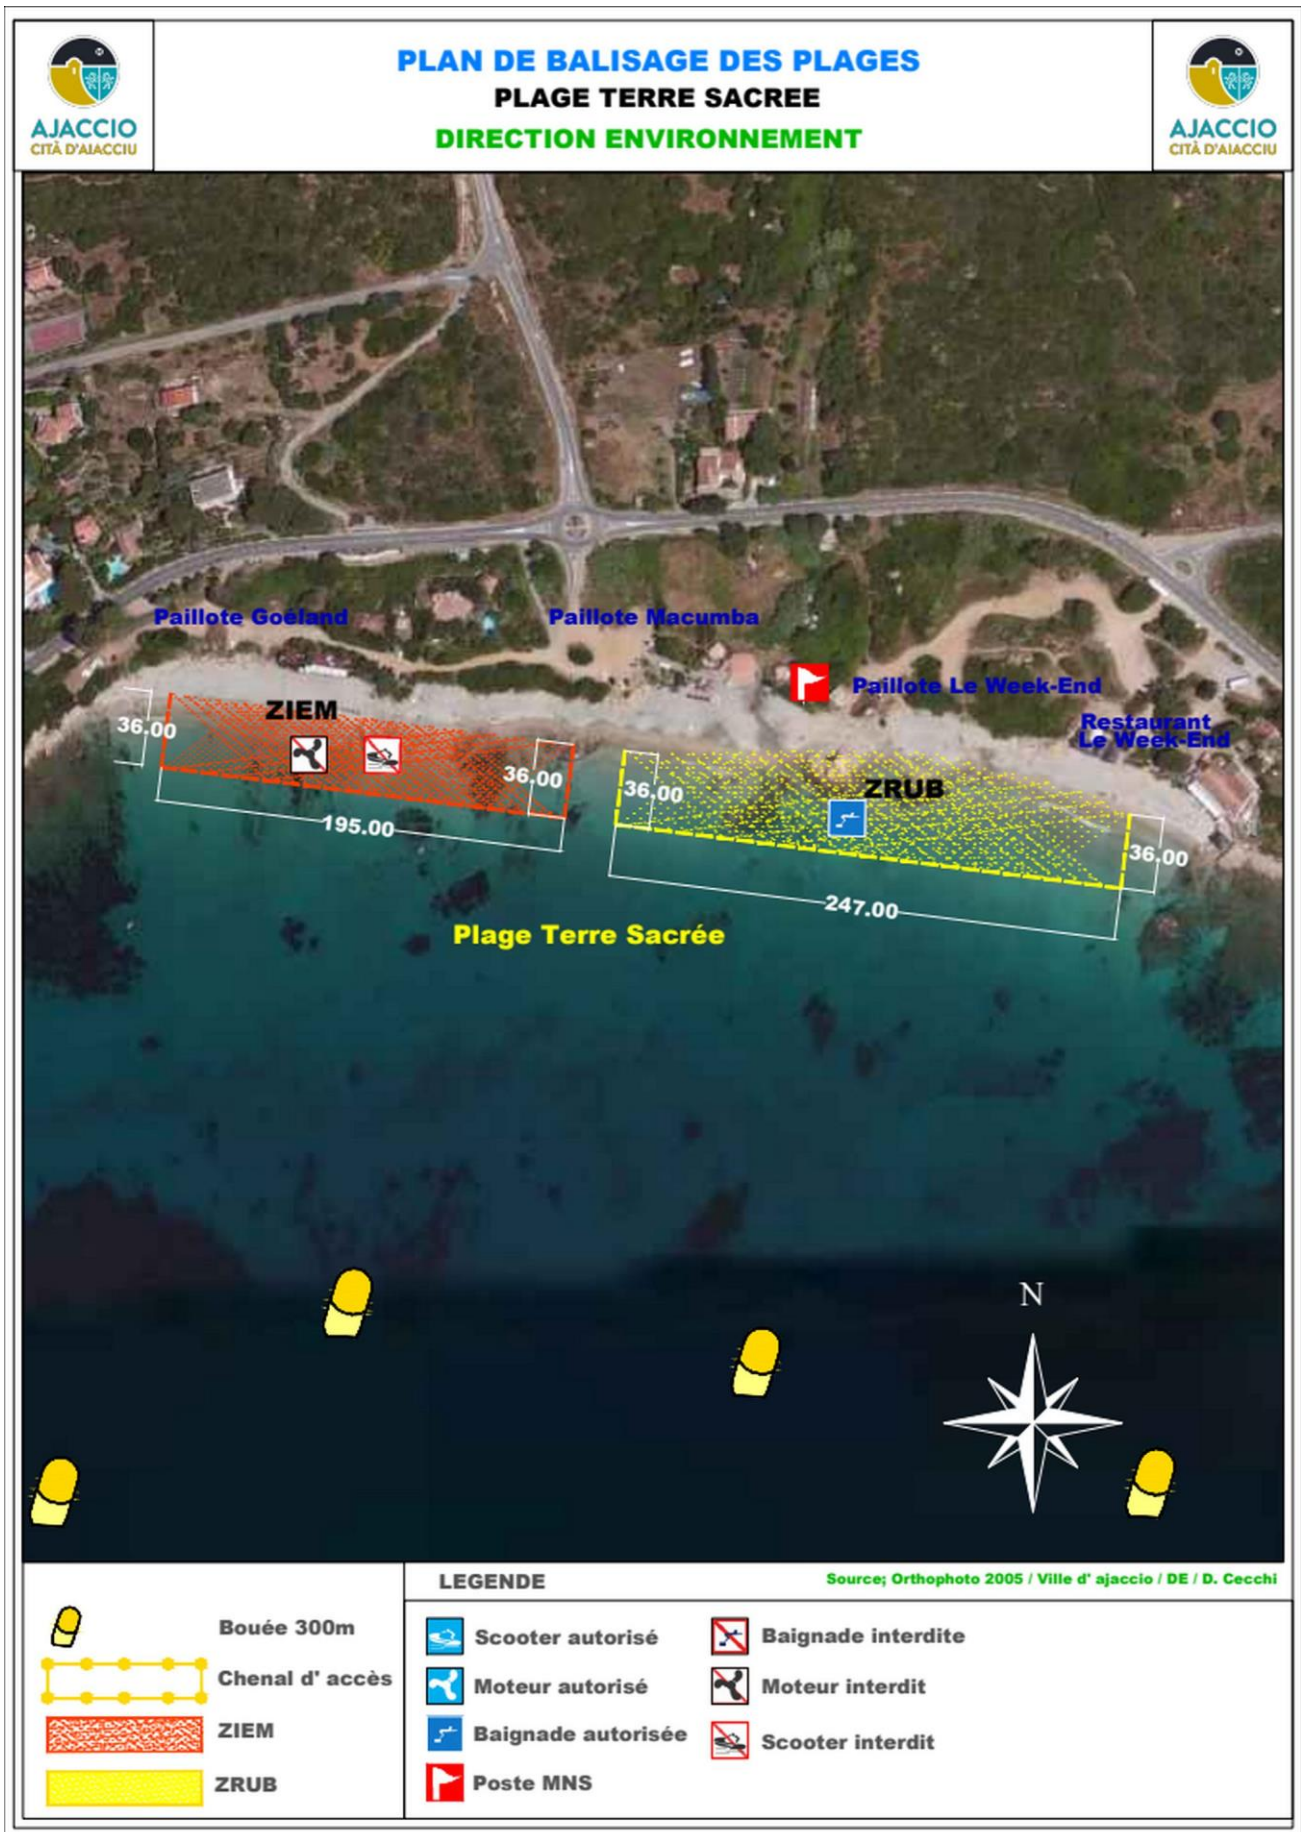 AJACCIO
CITÀ D'AIACCIU
PLAN DE BALISAGE DES PLAGES
PLAGE TERRE SACREE
DIRECTION ENVIRONNEMENT
AJACCIO
CITÀ D'AIACCIU
Paillote Goéland
Paillote Macumba
Paillote Le Week-End
Restaurant
Le Week-End
ZIEM
36.00
36.00
195.00
ZRUB
36.00
36.00
247.00
Plage Terre Sacrée
N
LEGENDE
Source; Orthophoto 2005 / Ville d' ajaccio / DE / D. Cecchi
Bouée 300m
Chenal d' accès
ZIEM
ZRUB
Scooter autorisé
Moteur autorisé
Baignade autorisée
Poste MNS
Baignade interdite
Moteur interdit
Scooter interdit